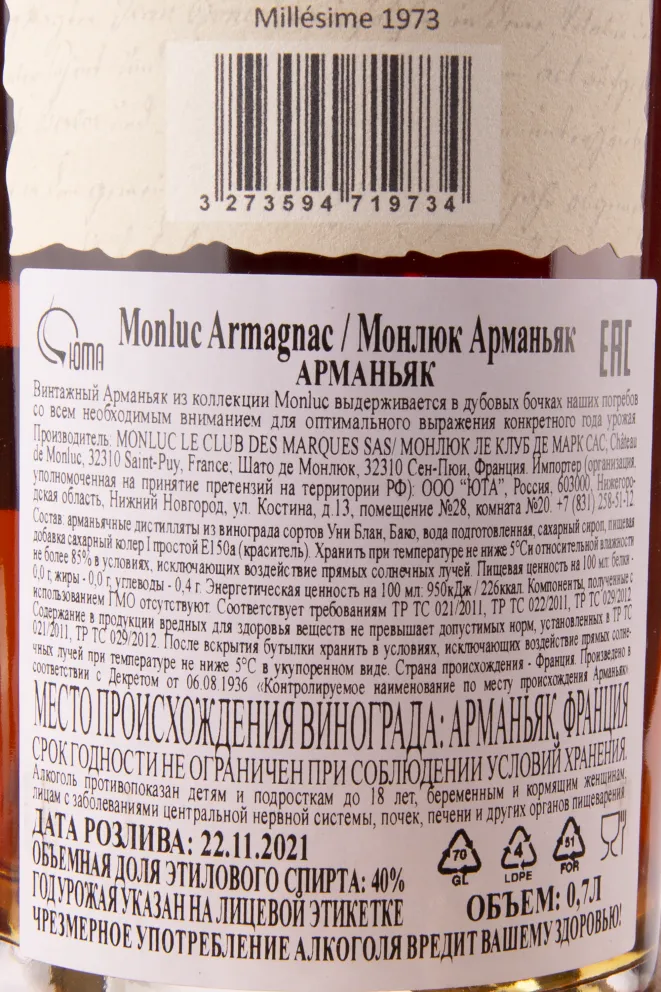 Millésime 1973
3 273594 719734
ЮТА
Monluc Armagnac / Монлюк Арманьяк
EAC
АРМАНЬЯК
Винтажный Арманьяк из коллекции Monluc выдерживается в дубовых бочках наших погребов
со всем необходимым вниманием для оптимального выражения конкретного года урожая
Производитель: MONLUC LE CLUB DES MARQUES SAS/ МОНЛЮК ЛЕ КЛУБ ДЕ МАРК САС, Château
de Monluc, 32310 Saint-Puy, France; Шато де Монлюк, 32310 Сен-Пюи, Франция. Импортер (организация,
уполномоченная на принятие претензий на территории РФ): ООО "ЮТА", Россия, 603000, Нижегоро-
дская область, Нижний Новгород, ул. Костина, д.13, помещение №28, комната №20. +7 (831) 258-51-12
Состав: арманьячные дистилляты из винограда сортов Уни Блан, Бако, вода подготовленная, сахарный сироп, пищевая
добавка сахарный колер I простой Е150а (краситель). Хранить при температуре не ниже 5°С и относительной влажности
не более 85% в условиях, исключающих воздействие прямых солнечных лучей. Пищевая ценность на 100 мл: белки -
0,0 г, жиры - 0,0 г, углеводы - 0,4 г. Энергетическая ценность на 100 мл: 950кДж / 226ккал. Компоненты, полученные с
использованием ГМО отсутствуют. Соответствует требованиям ТР ТС 021/2011, ТР ТС 022/2011, ТР ТС 029/2012.
Содержание в продукции вредных для здоровья веществ не превышает допустимых норм, установленных в ТР ТС
021/2011, ТР ТС 029/2012. После вскрытия бутылки хранить в условиях, исключающих воздействие прямых солне-
чных лучей при температуре не ниже 5°С в укупоренном виде. Страна происхождения - Франция. Произведено в
соответствии с Декретом от 06.08.1936 «Контролируемое наименование по месту происхождения Арманьяк»
МЕСТО ПРОИСХОЖДЕНИЯ ВИНОГРАДА: АРМАНЬЯК, ФРАНЦИЯ
СРОК ГОДНОСТИ НЕ ОГРАНИЧЕН ПРИ СОБЛЮДЕНИИ УСЛОВИЙ ХРАНЕНИЯ.
Алкоголь противопоказан детям и подросткам до 18 лет, беременным и кормящим женщинам,
лицам с заболеваниями центральной нервной системы, почек, печени и других органов пищеварения
ДАТА РОЗЛИВА: 22.11.2021
ОБЪЕМНАЯ ДОЛЯ ЭТИЛОВОГО СПИРТА: 40%
ГОД УРОЖАЯ УКАЗАН НА ЛИЦЕВОЙ ЭТИКЕТКЕ
70
GL
4
LDPE
51
FOR
ОБЪЕМ: 0,7Л
ЧРЕЗМЕРНОЕ УПОТРЕБЛЕНИЕ АЛКОГОЛЯ ВРЕДИТ ВАШЕМУ ЗДОРОВЬЮ!